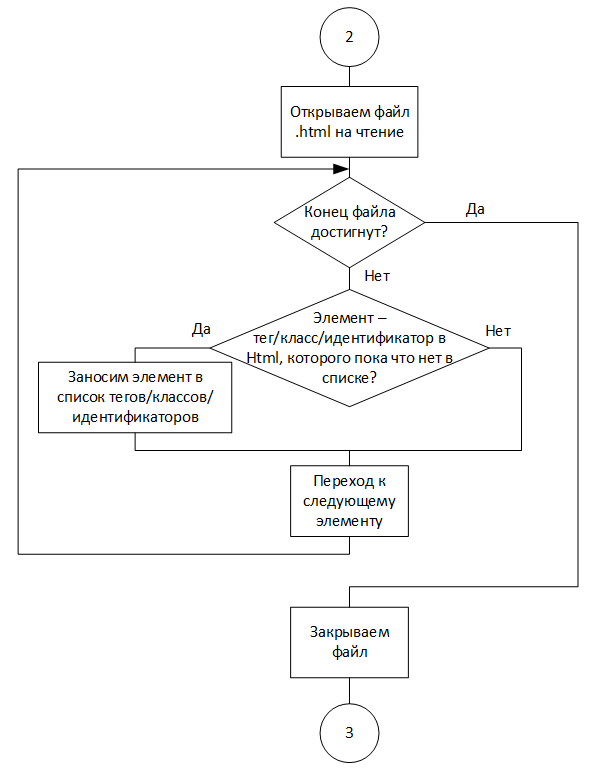 2
Открываем файл
.html на чтение
Конец файла
достигнут?
Да
Нет
Элемент –
тег/класс/идентификатор в
Html, которого пока что нет в
списке?
Да
Нет
Заносим элемент в
список тегов/классов/
идентификаторов
Переход к
следующему
элементу
Закрываем
файл
3